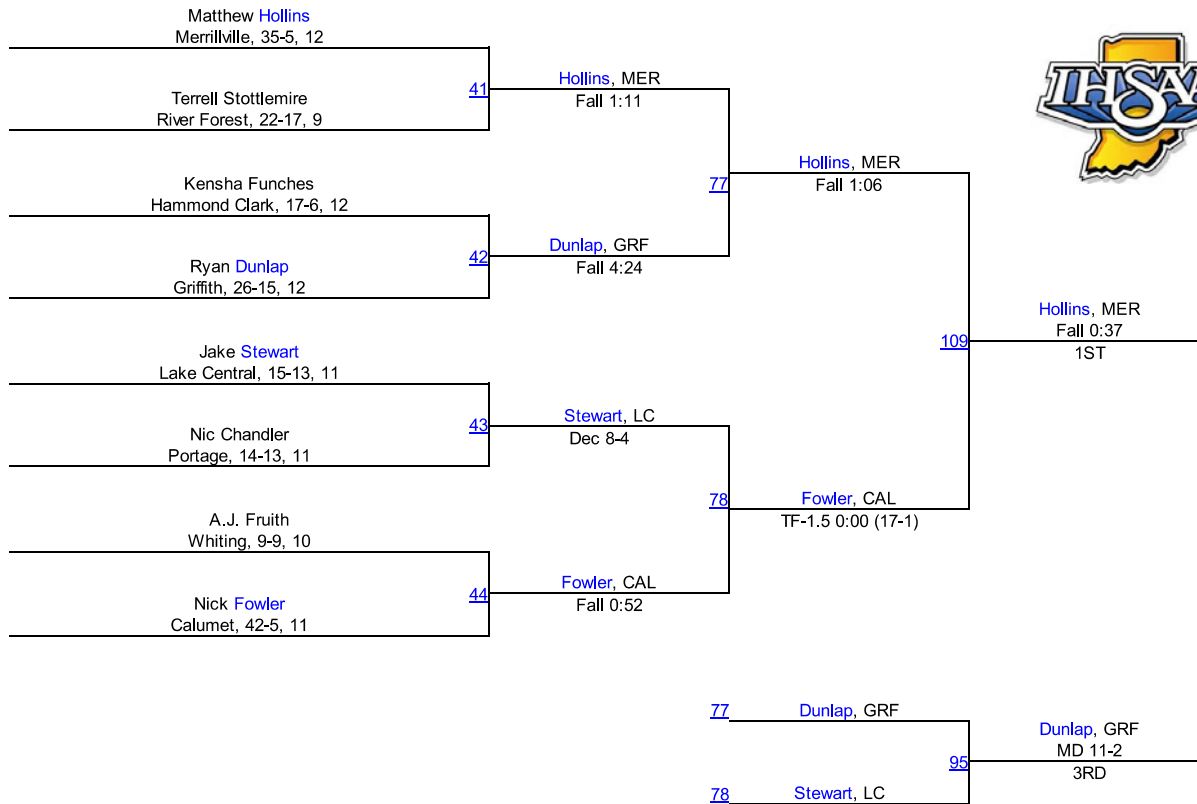 Matthew Hollins
Merrillville, 35-5, 12
Terrell Stottlemire
River Forest, 22-17, 9
41
Hollins, MER
Fall 1:11
Kensha Funches
Hammond Clark, 17-6, 12
Ryan Dunlap
Griffith, 26-15, 12
42
Dunlap, GRF
Fall 4:24
77
Hollins, MER
Fall 1:06
Jake Stewart
Lake Central, 15-13, 11
Nic Chandler
Portage, 14-13, 11
43
Stewart, LC
Dec 8-4
A.J. Fruith
Whiting, 9-9, 10
Nick Fowler
Calumet, 42-5, 11
44
Fowler, CAL
Fall 0:52
78
Fowler, CAL
TF-1.5 0:00 (17-1)
109
Hollins, MER
Fall 0:37
1ST
IHSAA
77
Dunlap, GRF
78
Stewart, LC
95
Dunlap, GRF
MD 11-2
3RD